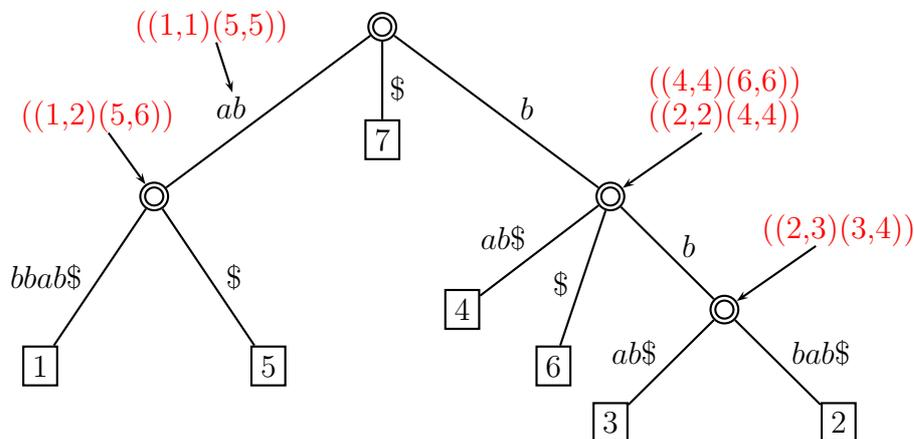 ((1,1)(5,5))
((4,4)(6,6))
$
((1,2)(5,6))
ab
b
((2,2)(4,4))
7
((2,3)(3,4))
ab$
b
bbab$
$
$
4
ab$
bab$
1
5
6
3
2